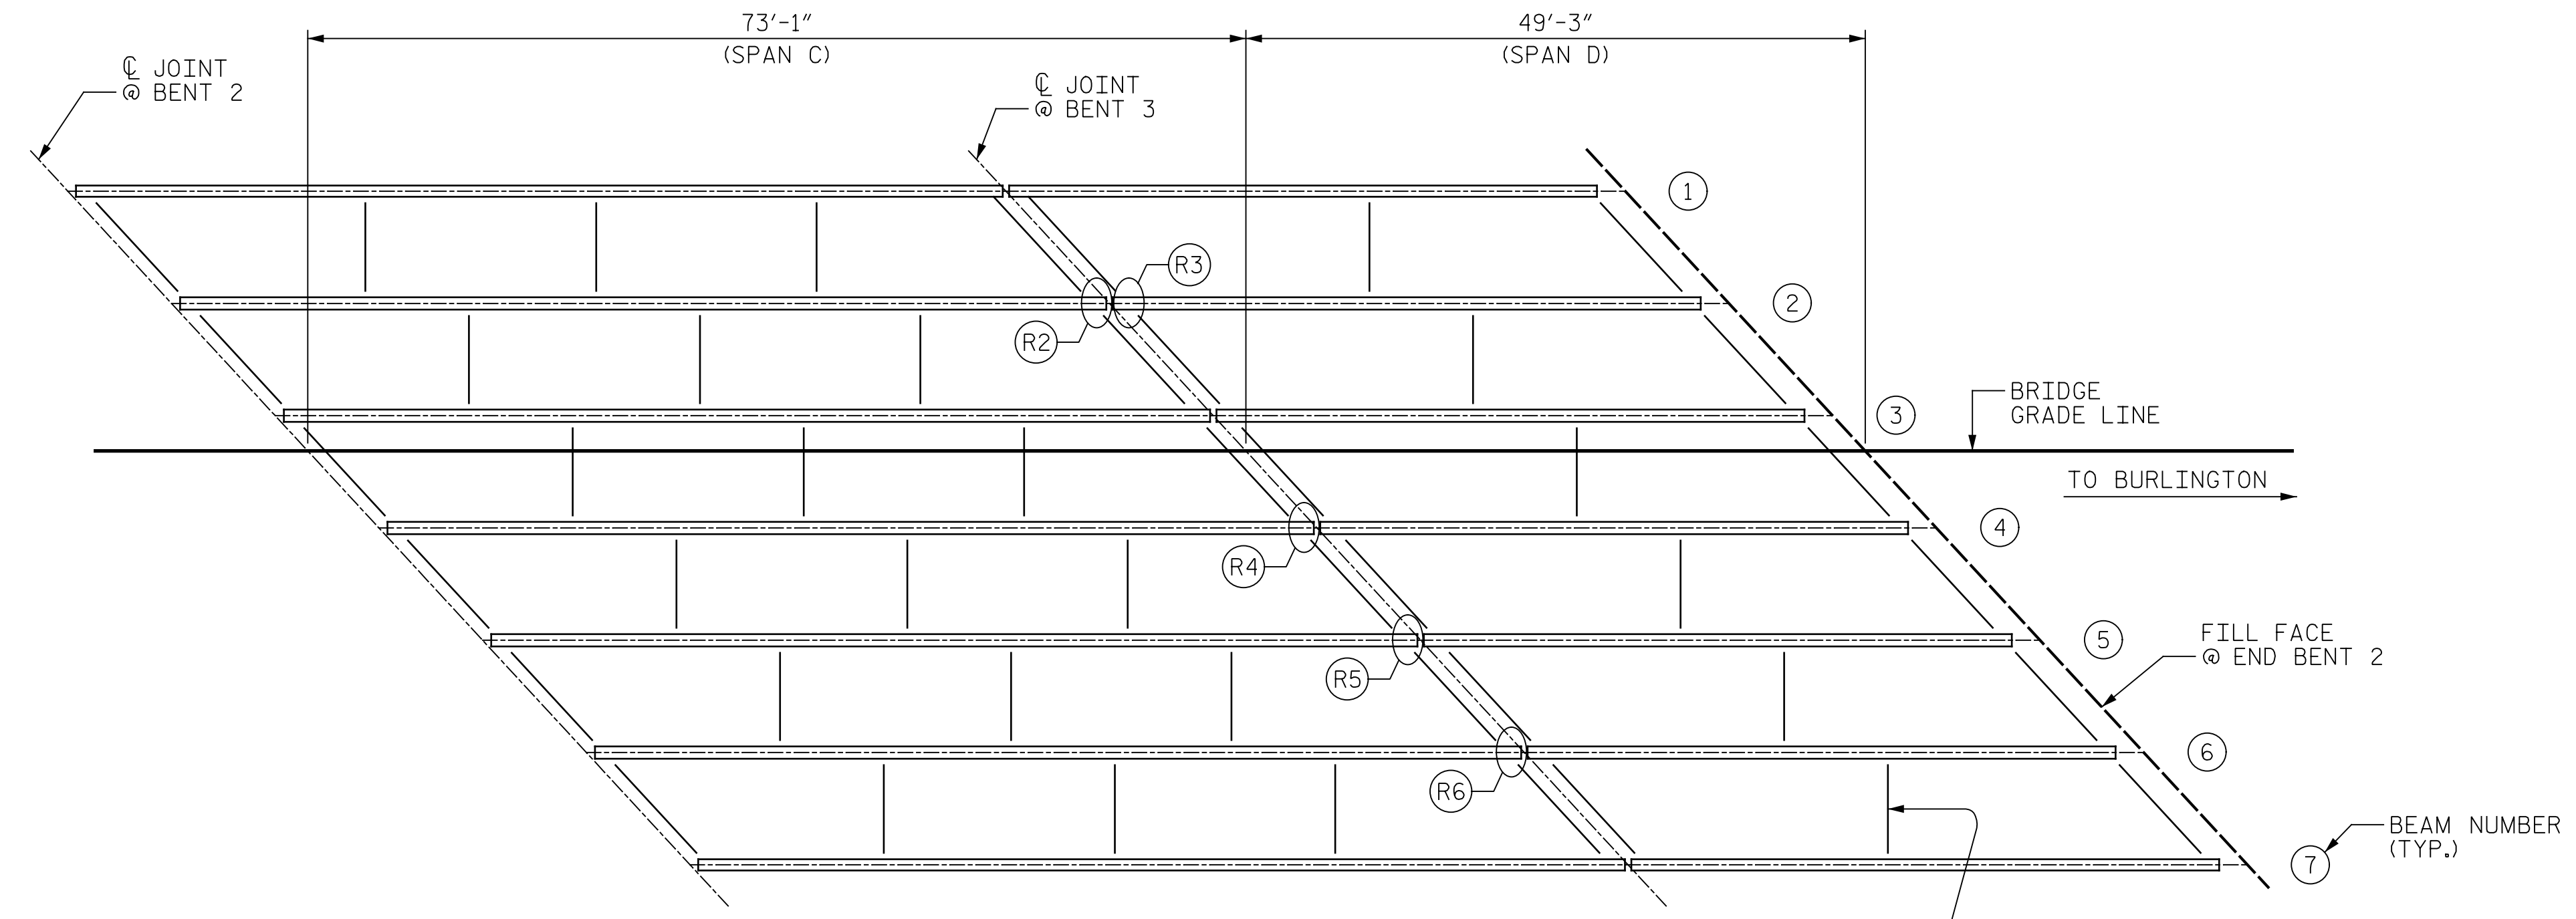 73'-1"
(SPAN C)
49'-3"
(SPAN D)
℄ JOINT
@ BENT 2
℄ JOINT
@ BENT 3
1
R3
2
R2
3
BRIDGE
GRADE LINE
TO BURLINGTON
4
R4
5
FILL FACE
@ END BENT 2
R5
6
R6
BEAM NUMBER
(TYP.)
7